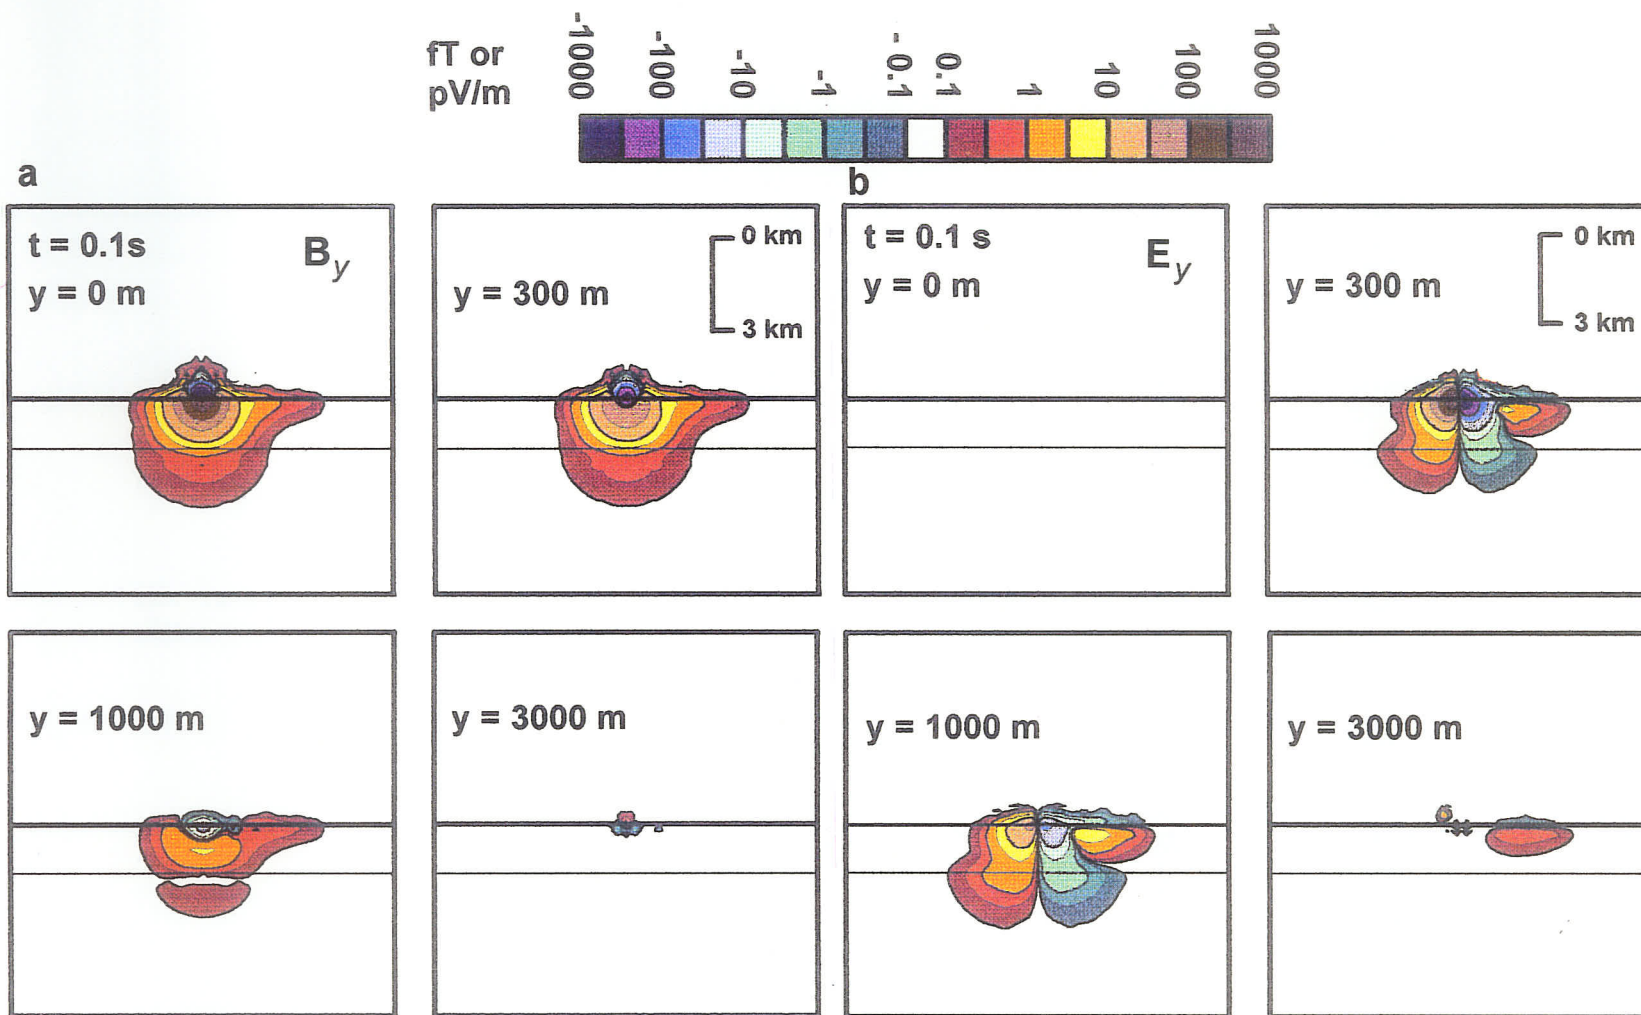 fT or
pV/m
-1000 -100 -10 -1 -0.1 0.1 1 10 100 1000
a
b
t = 0.1s
y = 0 m
By
y = 300 m
0 km
3 km
t = 0.1 s
y = 0 m
Ey
y = 300 m
0 km
3 km
y = 1000 m
y = 3000 m
y = 1000 m
y = 3000 m